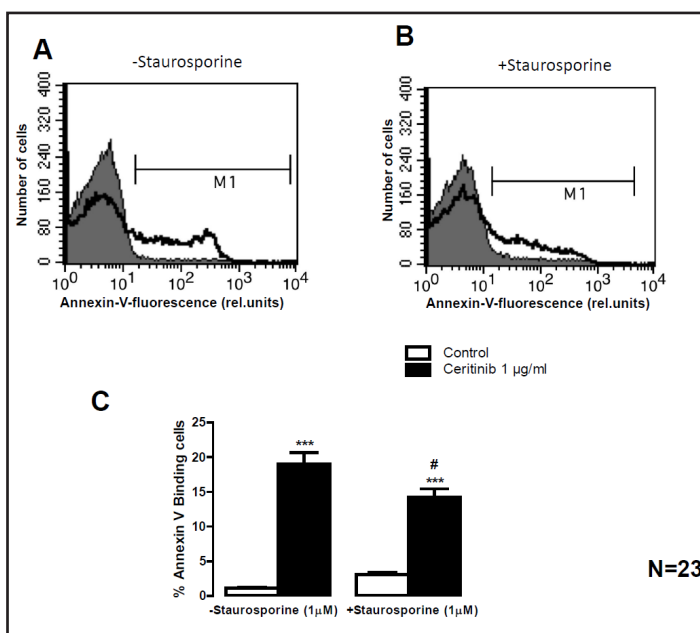 A
-Staurosporine
Number of cells
400
320
240
160
80
0
M1
10^0 10^1 10^2 10^3 10^4
Annexin-V-fluorescence (rel.units)
B
+Staurosporine
Number of cells
400
320
240
160
80
0
M1
10^0 10^1 10^2 10^3 10^4
Annexin-V-fluorescence (rel.units)
Control
Ceritinib 1 µg/ml
C
% Annexin V Binding cells
25
20
15
10
5
0
***
#
***
-Staurosporine (1µM) +Staurosporine (1µM)
N=23